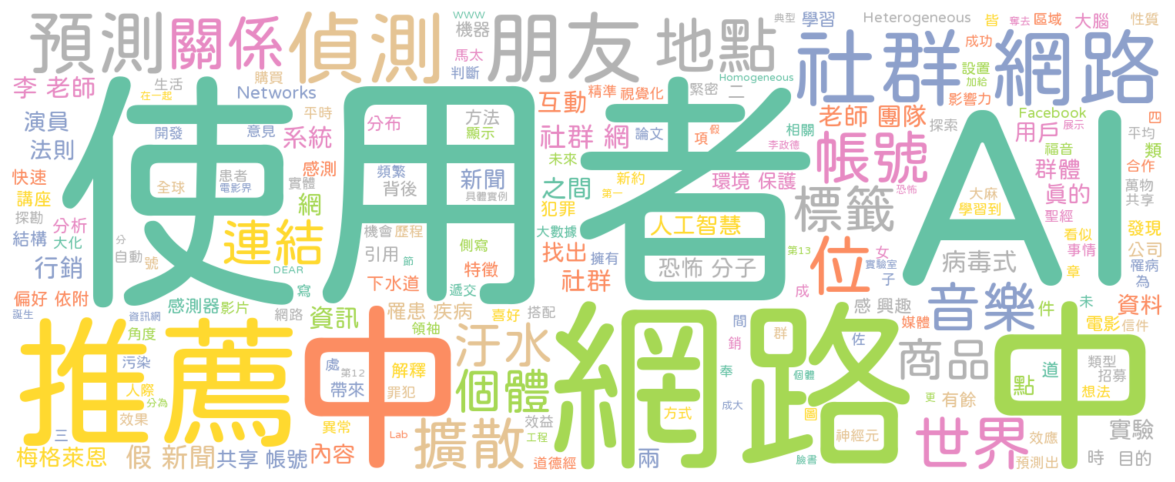 預測
關係
偵測
朋友
地點
社群網路
機器
www
馬太
判斷
典型
學習
Heterogeneous
皆
奪去
區域
大腦
性質
成功
設置
加給
影響力
李 老師
生活
在一起
購買
Networks
Homogeneous
緊密
二
精準
視覺化
互動
老師 團隊
探索
Facebook
展示
四
用戶
平均
類
演員
法則
開發
意見
平時
系統
分布
方法
顯示
社群 網
論文
項
假
相關
李政德
帳號
福音
群體
合作
使用者
AI
快速
講座
探勘
結構
分析
大化
全球
患者
電影界
實體
感測
網
頻繁
背後
具體實例
新聞
未來
之間
新約
第一
犯罪
環境 保護
標籤
恐怖
大麻
學習到
真的
聖經
萬物
共享
看似
事情
發現
公司
行銷
自動
分
號
連結
機會
歷程
引用
節
側寫
大數據
找出
擁有
人工智慧
恐怖 分子
第13
位
女
子
實驗室
病毒式
章
罹病
為
偏好 依附
誕生
感測器
影片
資訊網
DEAR
寫
下水道
遞交
特徵
社群
成
感 興趣
音樂
件
未
資料
電影
信件
媒體
網路
資訊
罹患 疾病
領袖
喜好
搭配
間
群
佐
角度
污染
人際
分為
效果
推薦
中
處
第12
帶來
解釋
罪犯
汙水
個體
效益
工程
網路中
方式
銷
奉
個體
成大
圖
商品
更
有餘
點
道
類型
招募
想法
三
梅格萊恩
假 新聞
共享 帳號
異常
內容
Lab
擴散
道德經
兩
臉書
神經元
世界
效應
預測出
實驗
時
目的